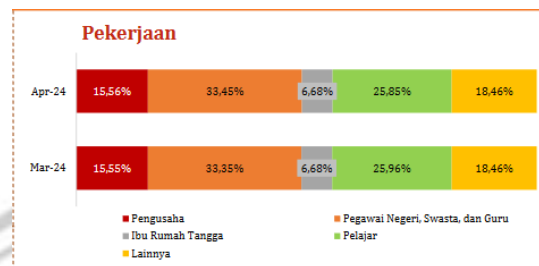 Pekerjaan
Apr-24 15,56% 33,45% 6,68% 25,85% 18,46%
Mar-24 15,55% 33,35% 6,68% 25,96% 18,46%
Pengusaha Pegawai Negeri, Swasta, dan Guru
Ibu Rumah Tangga Pelajar
Lainnya